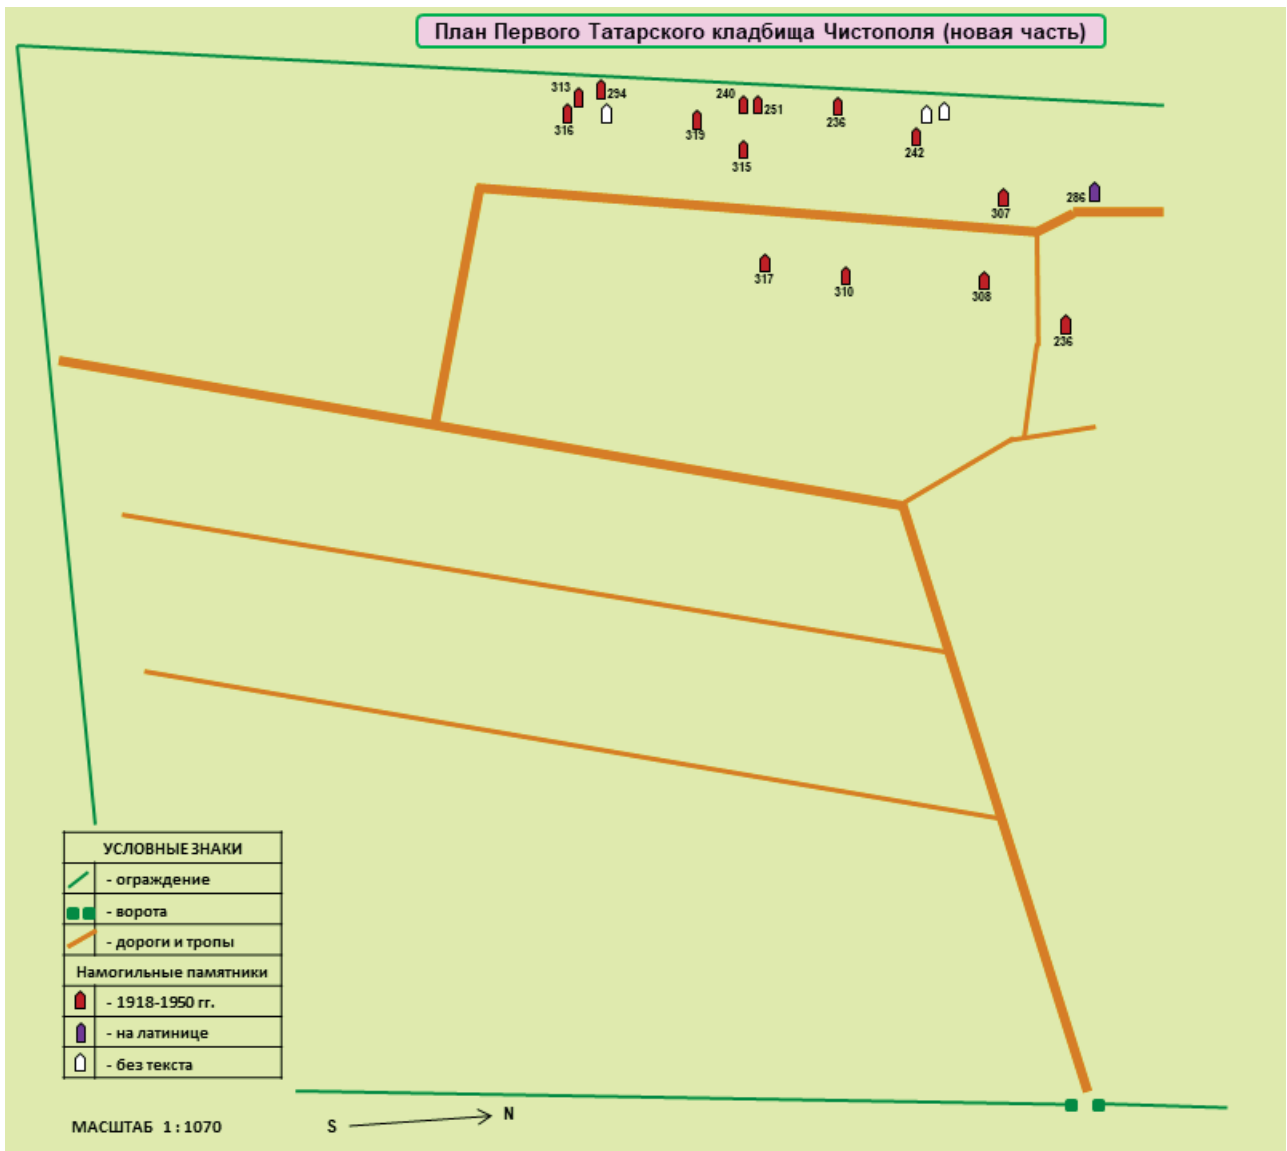 План Первого Татарского кладбища Чистополя (новая часть)
313
294
240
251
236
316
319
242
315
286
307
317
310
308
236
УСЛОВНЫЕ ЗНАКИ
- ограждение
- ворота
- дороги и тропы
Намогильные памятники
- 1918-1950 гг.
- на латинице
- без текста
МАСШТАБ 1 : 1070
S
N